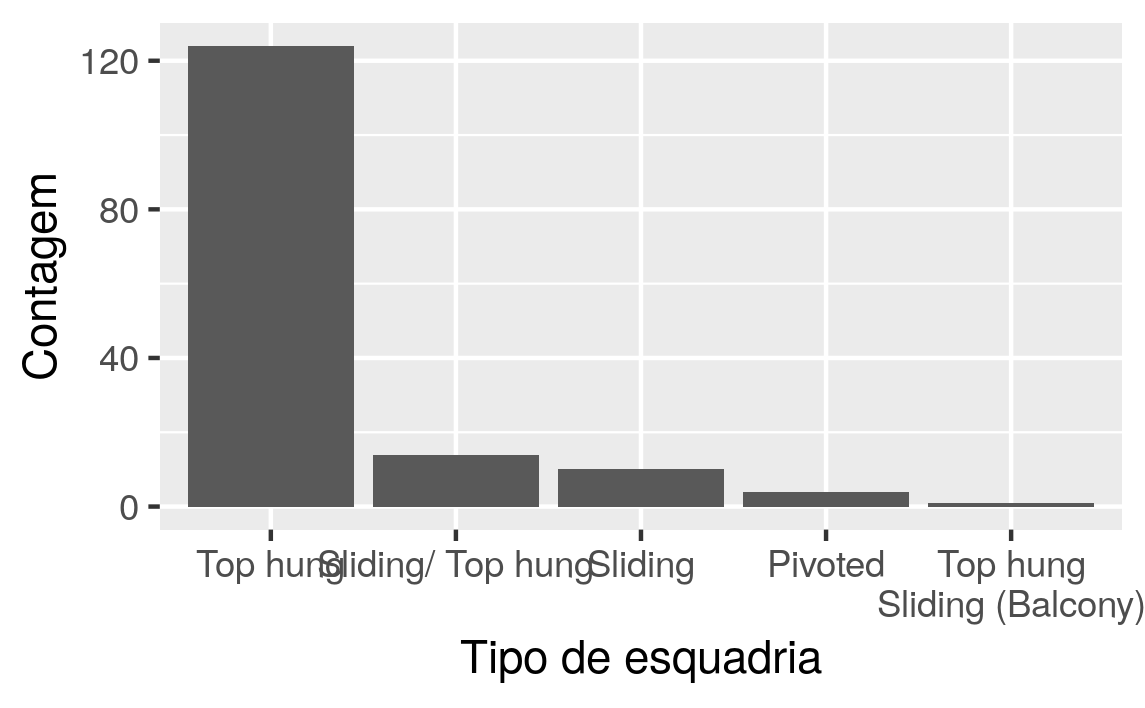 Contagem
120
80
40
0
Top hung
Sliding/ Top hung
Sliding
Pivoted
Top hung
Sliding (Balcony)
Tipo de esquadria